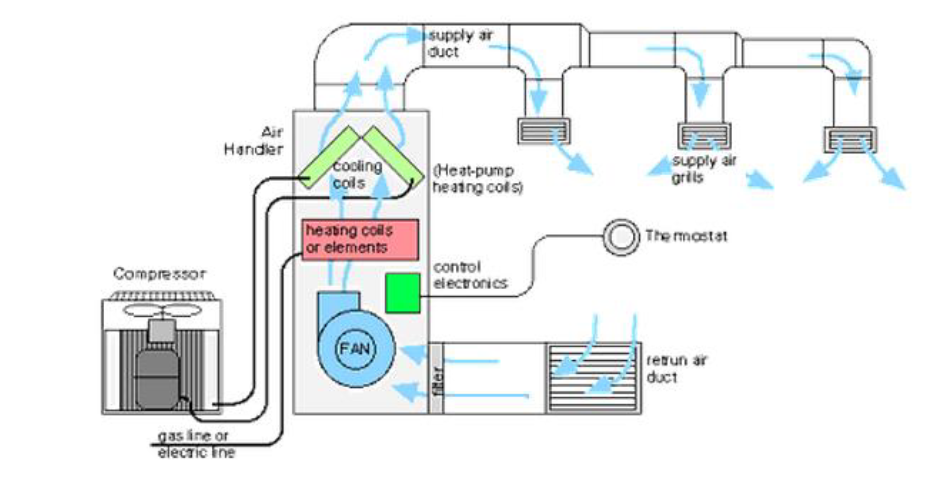 supply air
duct
Air
Handler
cooling
coils
(Heat-pump
heating coils)
supply air
grills
heating coils
or elements
Thermostat
control
electronics
Compressor
FAN
filter
retrun air
duct
gas line or
electric line